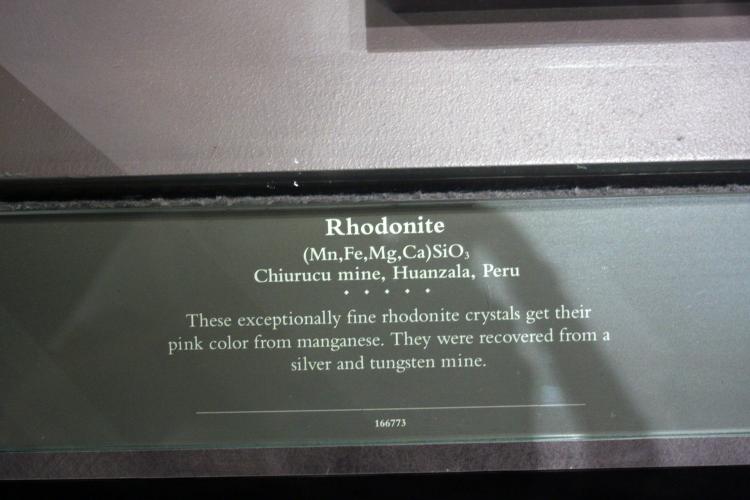 Rhodonite
(Mn,Fe,Mg,Ca)SiO₃
Chiurucu mine, Huanzala, Peru
These exceptionally fine rhodonite crystals get their
pink color from manganese. They were recovered from a
silver and tungsten mine.
166773